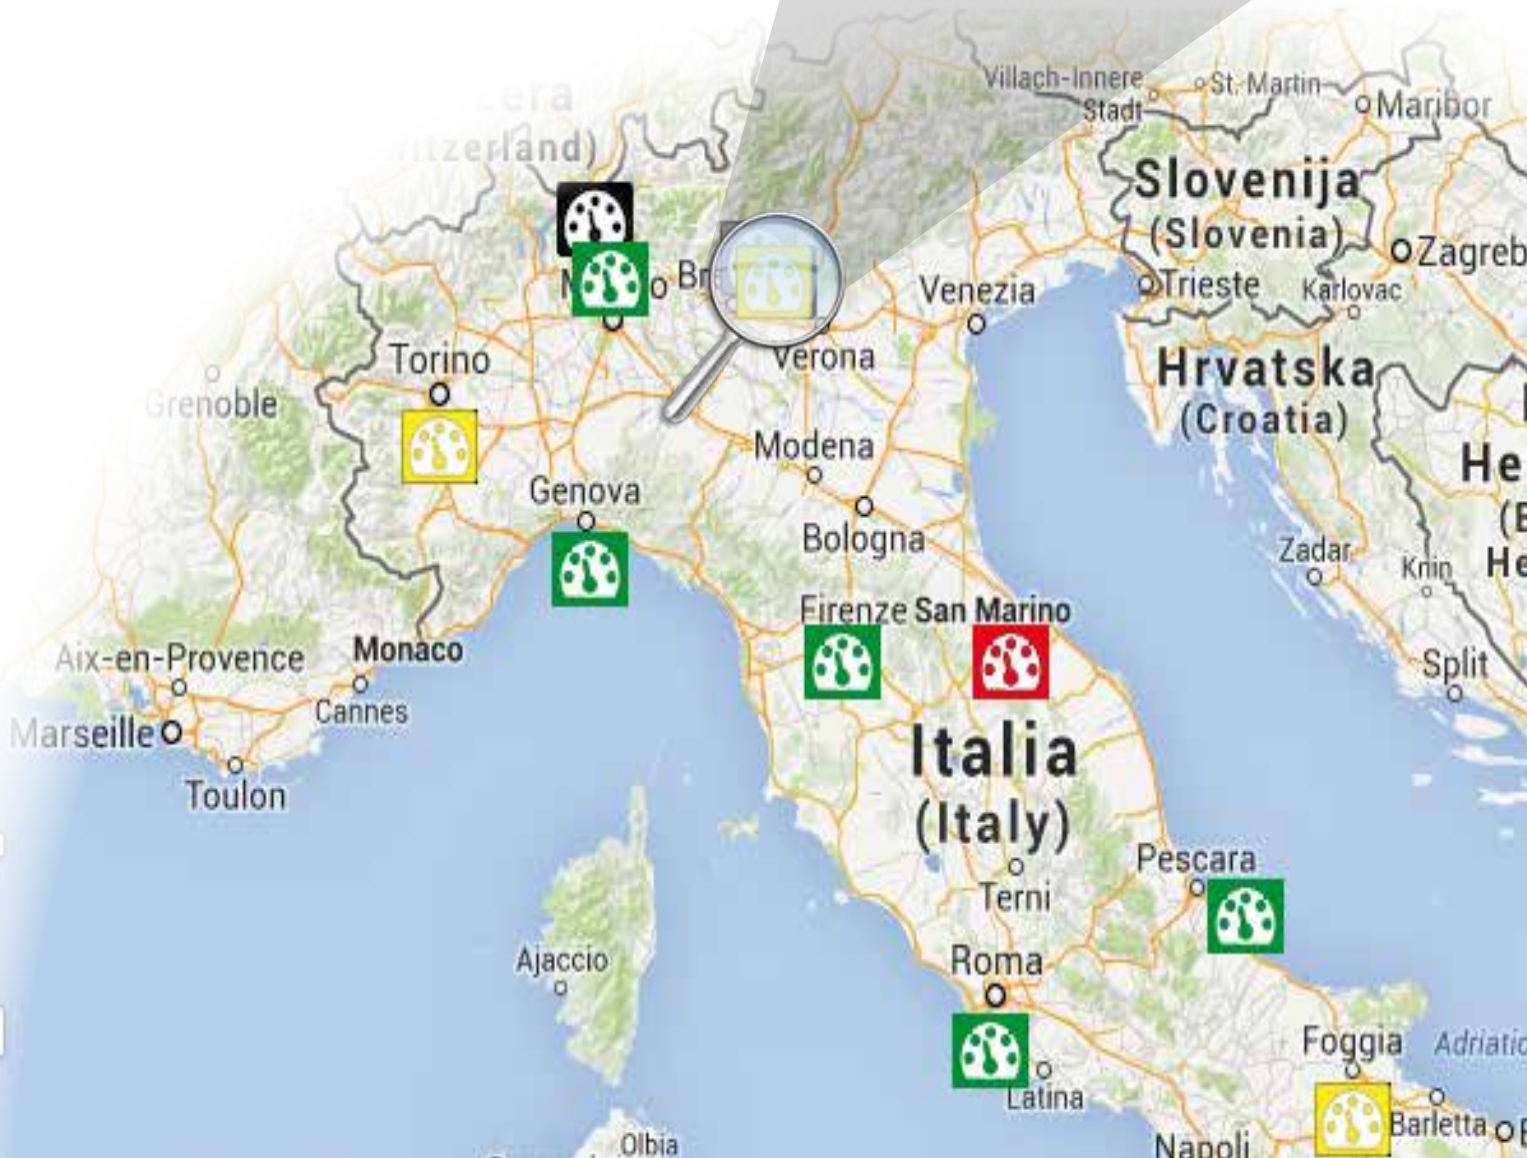 Villach-Innere
Stadt
St. Martin
Maribor
Slovenija
(Slovenia)
Zagreb
Trieste
Karlovac
Venezia
Verona
Torino
Grenoble
Hrvatska
(Croatia)
Modena
Genova
Bologna
Zadar
Knin
Firenze
San Marino
Aix-en-Provence
Monaco
Cannes
Marseille
Toulon
Split
Italia
(Italy)
Pescara
Terni
Ajaccio
Roma
Foggia
Latina
Barletta
Napoli
Olbia